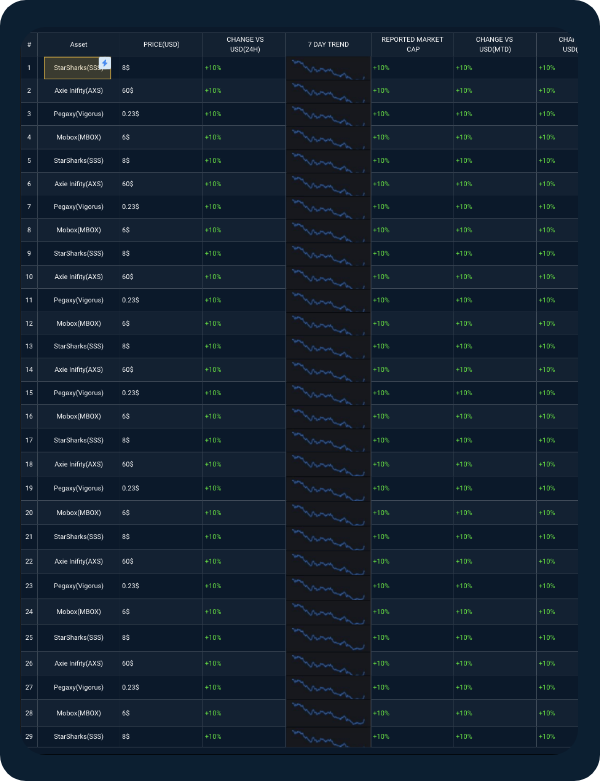 # Asset PRICE(USD) CHANGE VS USD(24H) 7 DAY TREND REPORTED MARKET CAP CHANGE VS USD(MTD) USD(
1 StarSharks(SSS) 8$ +10% +10% +10% +10%
2 Axie Inifity(AXS) 60$ +10% +10% +10% +10%
3 Pegaxy(Vigorus) 0.23$ +10% +10% +10% +10%
4 Mobox(MBOX) 6$ +10% +10% +10% +10%
5 StarSharks(SSS) 8$ +10% +10% +10% +10%
6 Axie Inifity(AXS) 60$ +10% +10% +10% +10%
7 Pegaxy(Vigorus) 0.23$ +10% +10% +10% +10%
8 Mobox(MBOX) 6$ +10% +10% +10% +10%
9 StarSharks(SSS) 8$ +10% +10% +10% +10%
10 Axie Inifity(AXS) 60$ +10% +10% +10% +10%
11 Pegaxy(Vigorus) 0.23$ +10% +10% +10% +10%
12 Mobox(MBOX) 6$ +10% +10% +10% +10%
13 StarSharks(SSS) 8$ +10% +10% +10% +10%
14 Axie Inifity(AXS) 60$ +10% +10% +10% +10%
15 Pegaxy(Vigorus) 0.23$ +10% +10% +10% +10%
16 Mobox(MBOX) 6$ +10% +10% +10% +10%
17 StarSharks(SSS) 8$ +10% +10% +10% +10%
18 Axie Inifity(AXS) 60$ +10% +10% +10% +10%
19 Pegaxy(Vigorus) 0.23$ +10% +10% +10% +10%
20 Mobox(MBOX) 6$ +10% +10% +10% +10%
21 StarSharks(SSS) 8$ +10% +10% +10% +10%
22 Axie Inifity(AXS) 60$ +10% +10% +10% +10%
23 Pegaxy(Vigorus) 0.23$ +10% +10% +10% +10%
24 Mobox(MBOX) 6$ +10% +10% +10% +10%
25 StarSharks(SSS) 8$ +10% +10% +10% +10%
26 Axie Inifity(AXS) 60$ +10% +10% +10% +10%
27 Pegaxy(Vigorus) 0.23$ +10% +10% +10% +10%
28 Mobox(MBOX) 6$ +10% +10% +10% +10%
29 StarSharks(SSS) 8$ +10% +10% +10% +10%